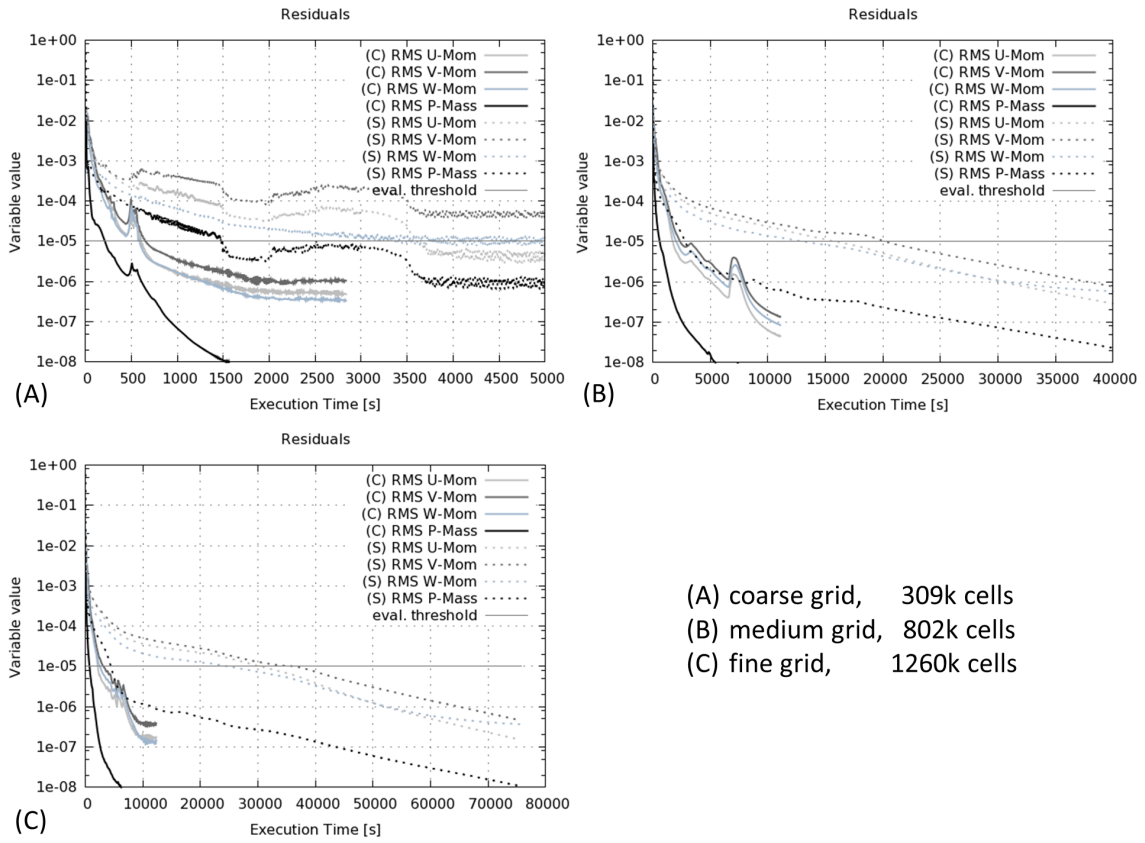 Residuals
1e+00
1e-01
1e-02
1e-03
1e-04
1e-05
1e-06
1e-07
1e-08
Variable value
(C) RMS U-Mom
(C) RMS V-Mom
(C) RMS W-Mom
(C) RMS P-Mass
(S) RMS U-Mom
(S) RMS V-Mom
(S) RMS W-Mom
(S) RMS P-Mass
eval. threshold
0 500 1000 1500 2000 2500 3000 3500 4000 4500 5000
Execution Time [s]
(A)
Residuals
1e+00
1e-01
1e-02
1e-03
1e-04
1e-05
1e-06
1e-07
1e-08
Variable value
(C) RMS U-Mom
(C) RMS V-Mom
(C) RMS W-Mom
(C) RMS P-Mass
(S) RMS U-Mom
(S) RMS V-Mom
(S) RMS W-Mom
(S) RMS P-Mass
eval. threshold
0 5000 10000 15000 20000 25000 30000 35000 40000
Execution Time [s]
(B)
Residuals
1e+00
1e-01
1e-02
1e-03
1e-04
1e-05
1e-06
1e-07
1e-08
Variable value
(C) RMS U-Mom
(C) RMS V-Mom
(C) RMS W-Mom
(C) RMS P-Mass
(S) RMS U-Mom
(S) RMS V-Mom
(S) RMS W-Mom
(S) RMS P-Mass
eval. threshold
0 10000 20000 30000 40000 50000 60000 70000 80000
Execution Time [s]
(C)
(A) coarse grid, 309k cells
(B) medium grid, 802k cells
(C) fine grid, 1260k cells